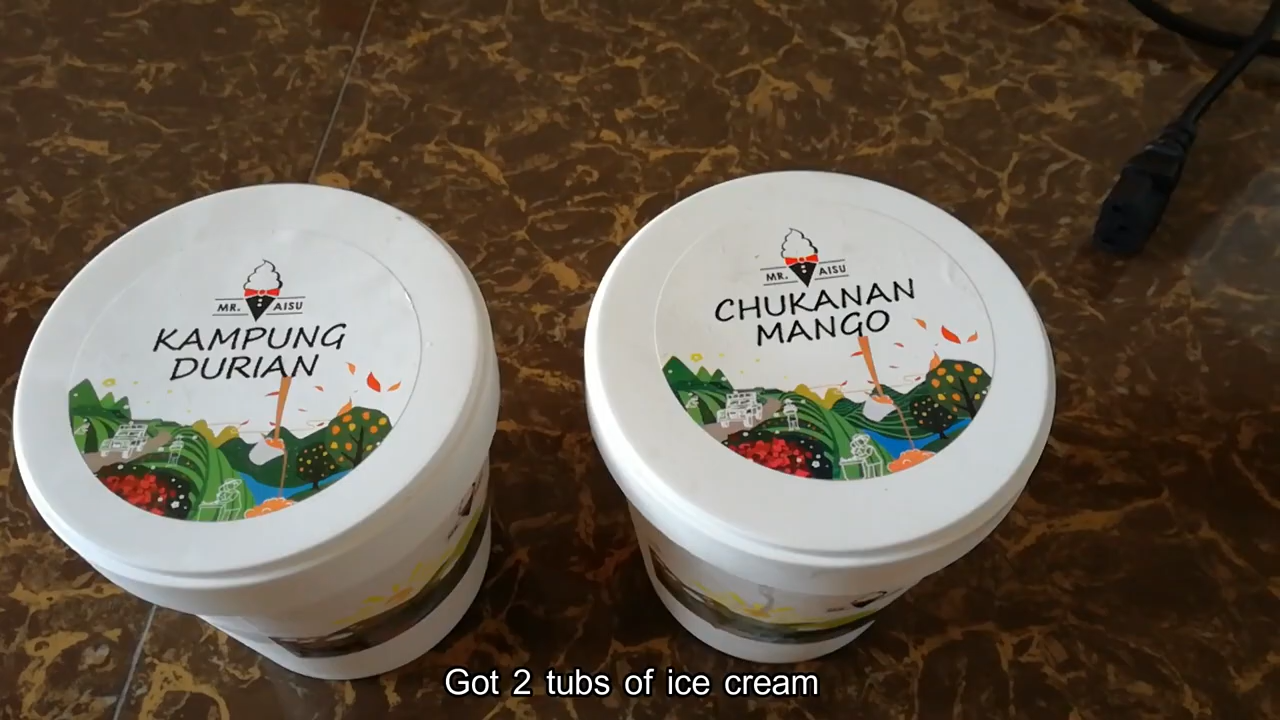 MR. AISU
KAMPUNG
DURIAN
MR. AISU
CHUKANAN
MANGO
Got 2 tubs of ice cream